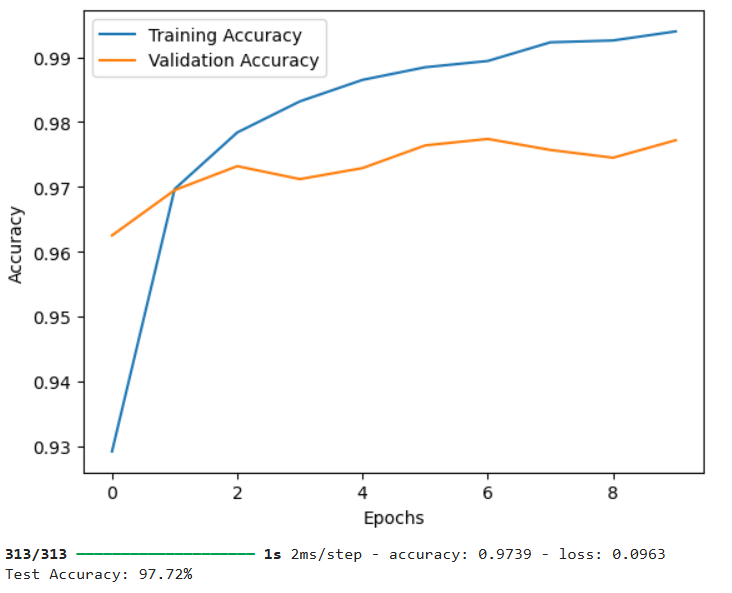 Training Accuracy
Validation Accuracy
0.99
0.98
0.97
0.96
0.95
0.94
0.93
Accuracy
0 2 4 6 8
Epochs
313/313 ━━━━━━━━━━━━━━━━━━━━ 1s 2ms/step - accuracy: 0.9739 - loss: 0.0963
Test Accuracy: 97.72%